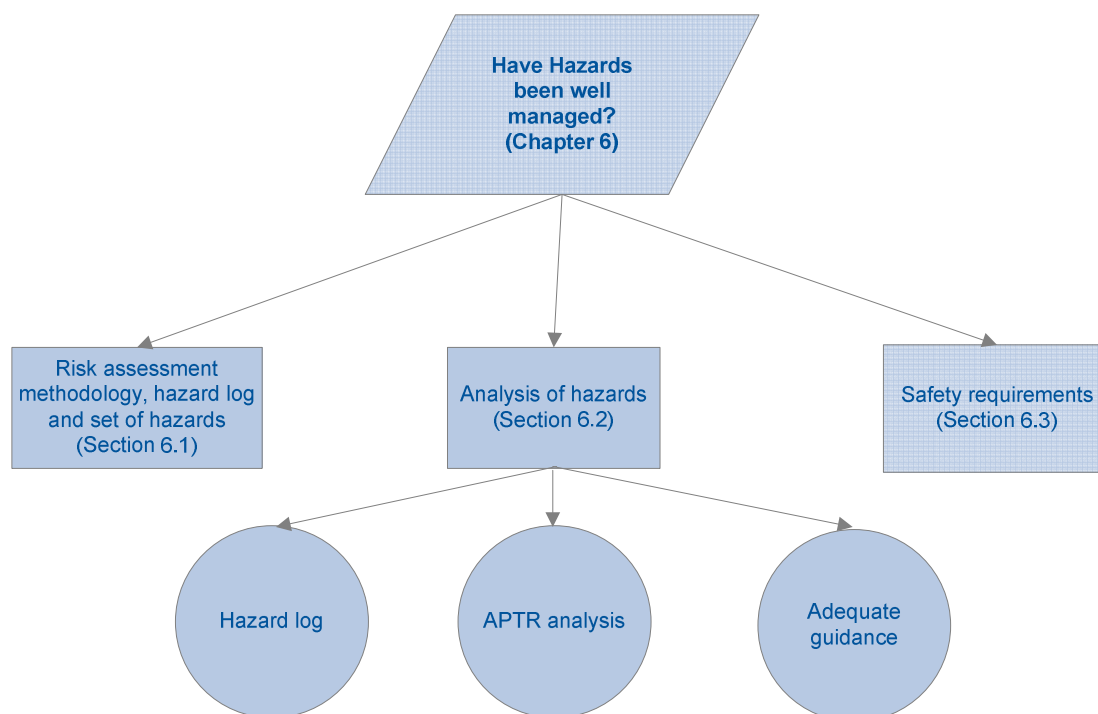 Have Hazards
been well
managed?
(Chapter 6)
Risk assessment
methodology, hazard log
and set of hazards
(Section 6.1)
Analysis of hazards
(Section 6.2)
Safety requirements
(Section 6.3)
Hazard log
APTR analysis
Adequate
guidance